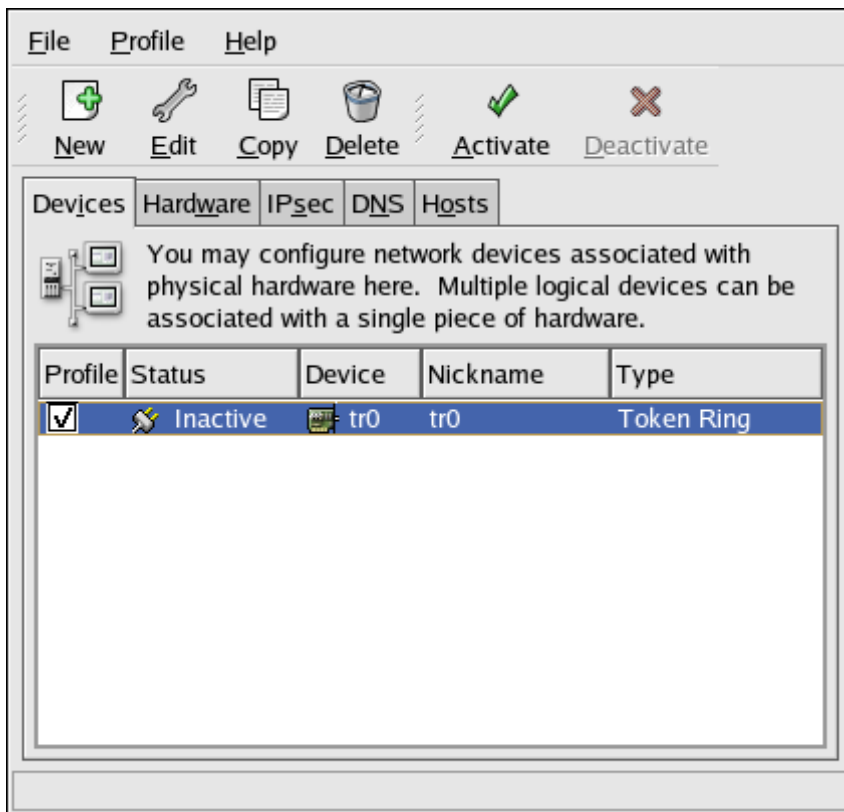 File Profile Help
New Edit Copy Delete Activate Deactivate
Devices Hardware IPsec DNS Hosts
You may configure network devices associated with
physical hardware here. Multiple logical devices can be
associated with a single piece of hardware.
Profile Status Device Nickname Type
Inactive tr0 tr0 Token Ring